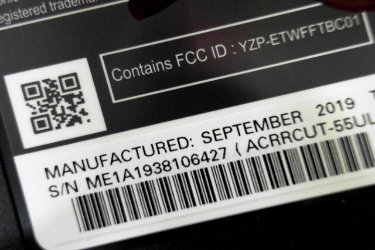 registered trademark
Contains FCC ID : YZP-ETWFFTBC01
MANUFACTURED: SEPTEMBER 2019
S/N ME1A1938106427 ( ACRRCUT-55UL